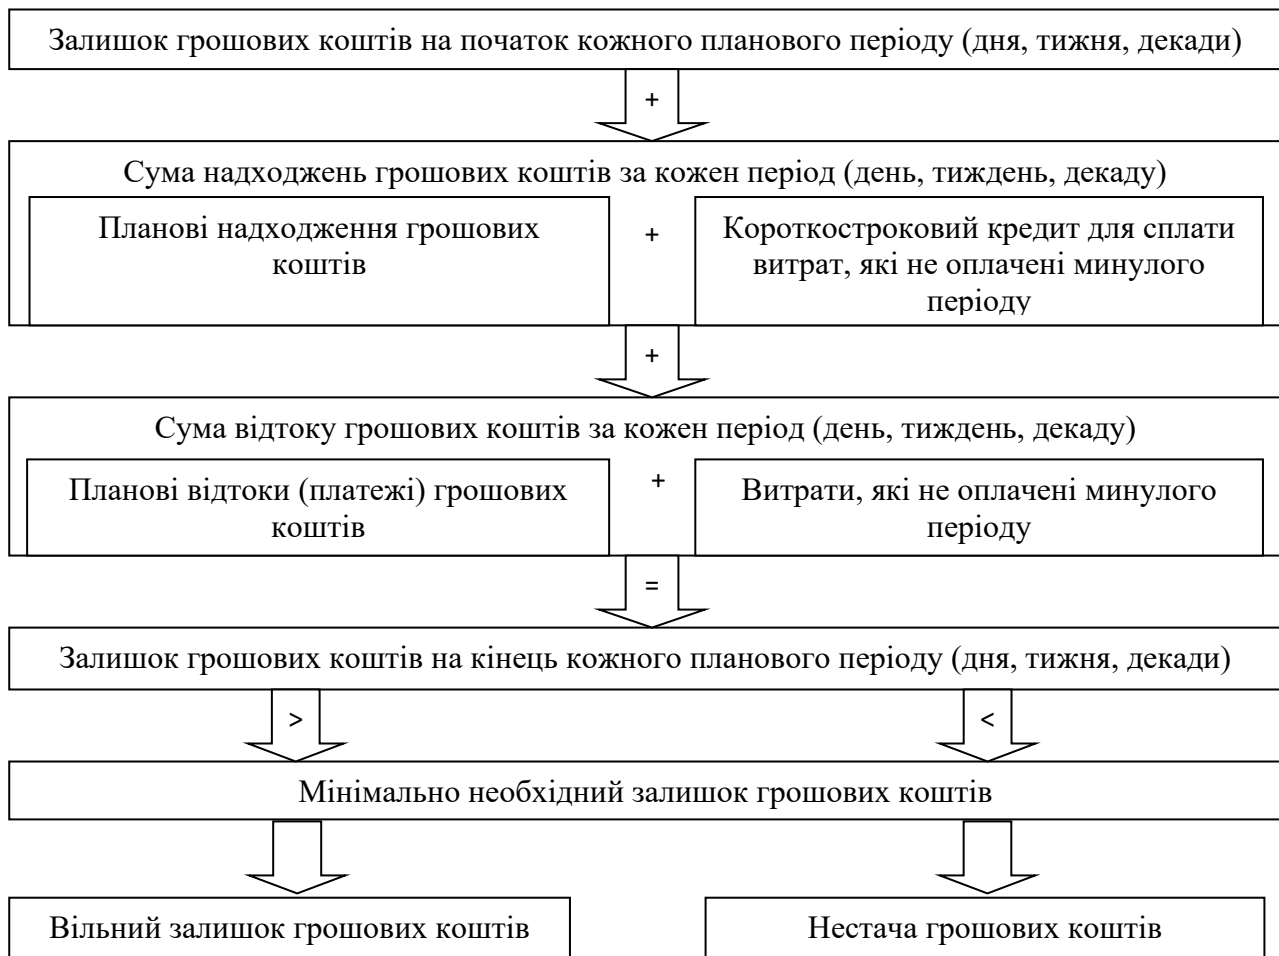 Залишок грошових коштів на початок кожного планового періоду (дня, тижня, декади)
+
Сума надходжень грошових коштів за кожен період (день, тиждень, декаду)
Планові надходження грошових
коштів
+
Короткостроковий кредит для сплати
витрат, які не оплачені минулого
періоду
+
Сума відтоку грошових коштів за кожен період (день, тиждень, декаду)
Планові відтоки (платежі) грошових
коштів
+
Витрати, які не оплачені минулого
періоду
=
Залишок грошових коштів на кінець кожного планового періоду (дня, тижня, декади)
>
<
Мінімально необхідний залишок грошових коштів
Вільний залишок грошових коштів
Нестача грошових коштів